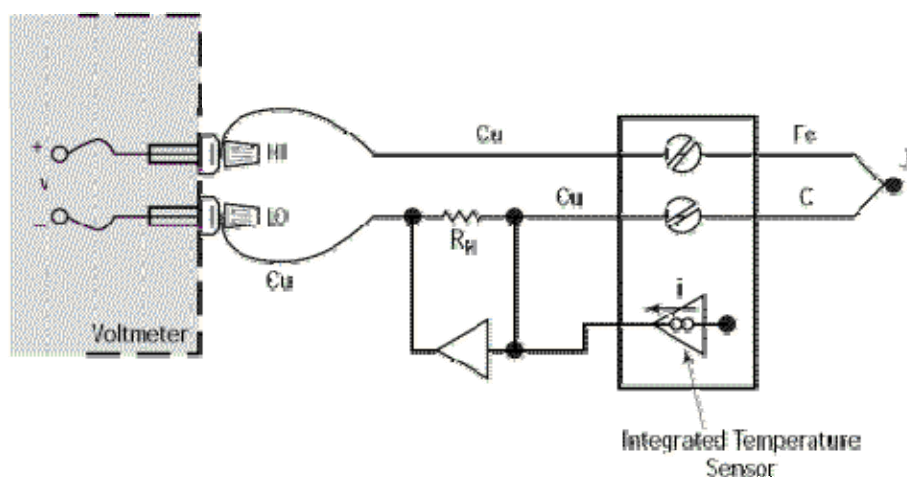 +
v
−
HI
LO
Voltmeter
Cu
Cu
Cu
RH
Fe
C
J
i
Integrated Temperature
Sensor